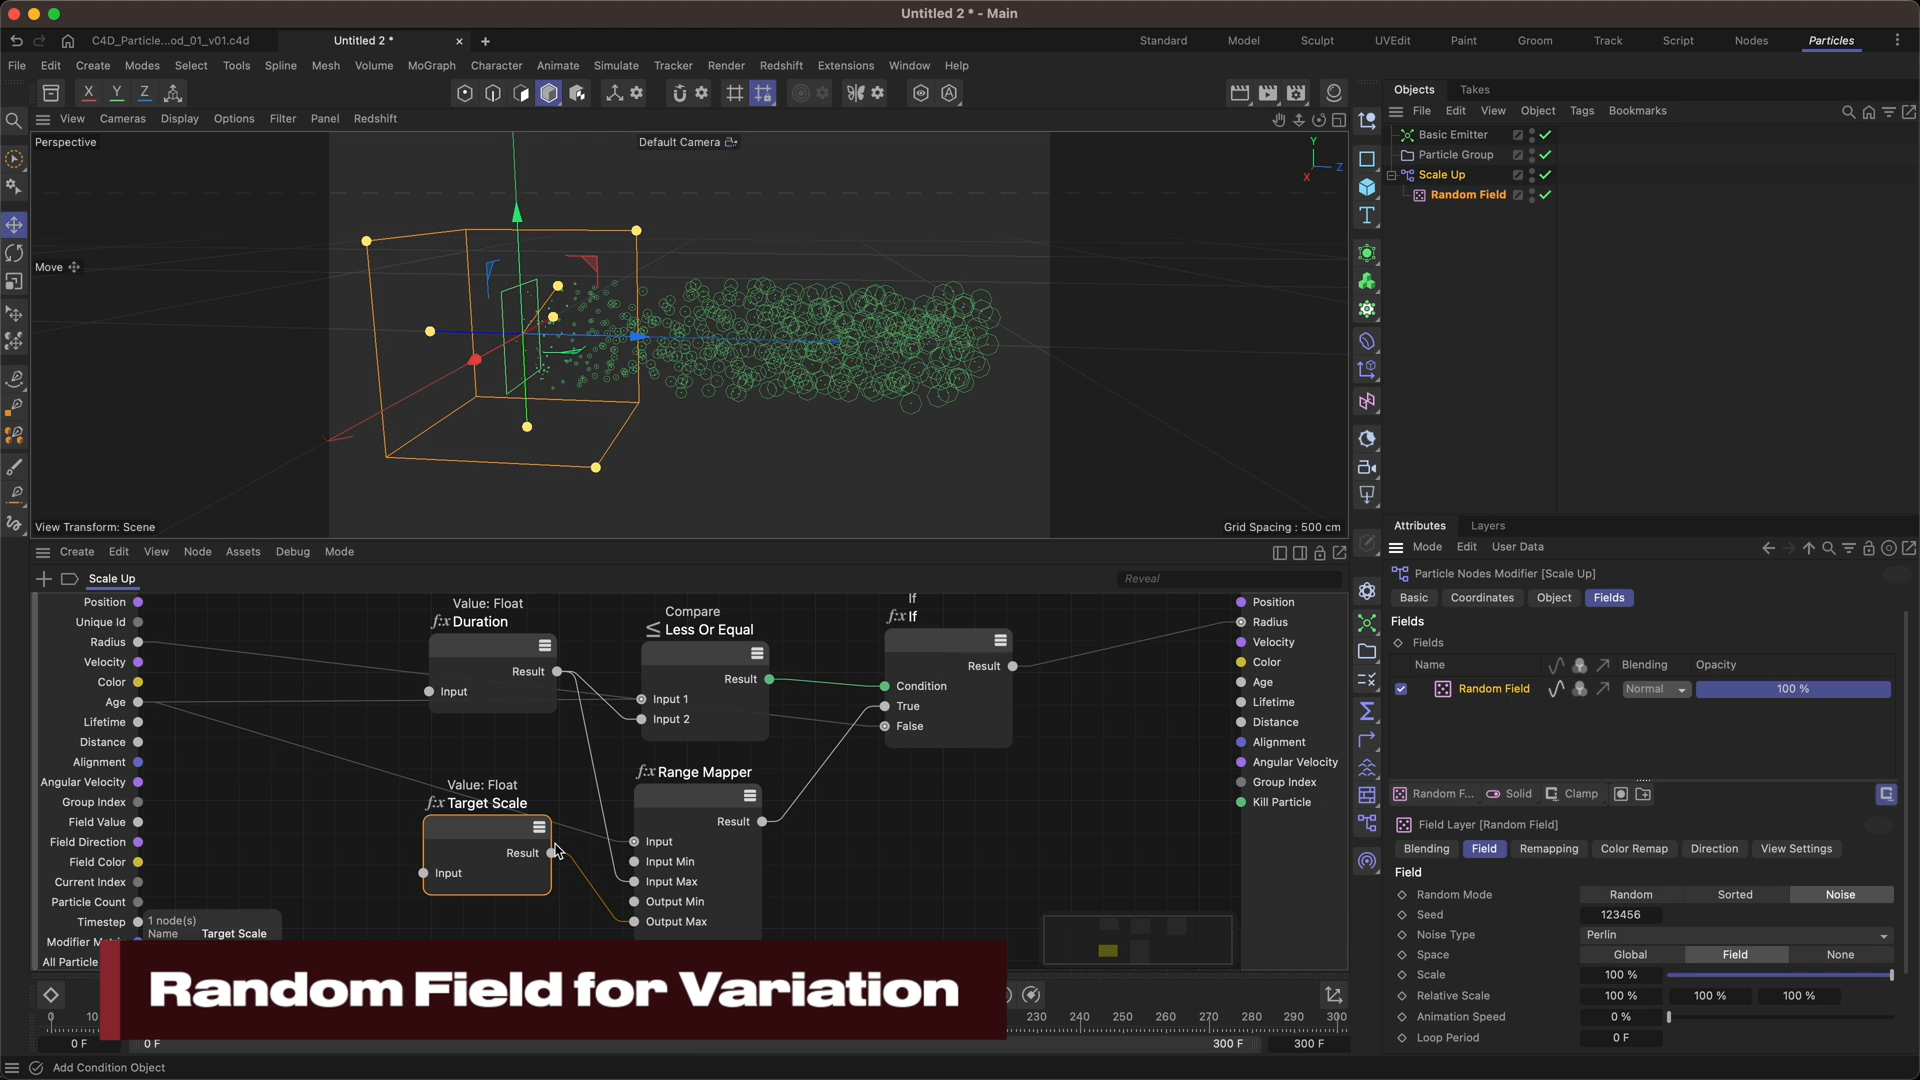 Untitled 2 * - Main
C4D_Particle...od_01_v01.c4d
Untitled 2 *
Standard
Model
Sculpt
UVEdit
Paint
Groom
Track
Script
Nodes
Particles
File Edit Create Modes Select Tools Spline Mesh Volume MoGraph Character Animate Simulate Tracker Render Redshift Extensions Window Help
X Y Z
Objects
Takes
View Cameras Display Options Filter Panel Redshift
File Edit View Object Tags Bookmarks
Perspective
Default Camera
Y
Z
X
Move
View Transform: Scene
Grid Spacing : 500 cm
Basic Emitter
Particle Group
Scale Up
Random Field
Create Edit View Node Assets Debug Mode
Scale Up
Reveal
Position
Unique Id
Radius
Velocity
Color
Age
Lifetime
Distance
Alignment
Angular Velocity
Group Index
Field Value
Field Direction
Field Color
Current Index
Particle Count
Timestep
All Particle
1 node(s)
Name Target Scale
Value: Float
f:x Duration
Result
Input
Compare
Less Or Equal
Result
Input 1
Input 2
If
f:x If
Result
Condition
True
False
Value: Float
f:x Target Scale
Result
Input
f:x Range Mapper
Result
Input
Input Min
Input Max
Output Min
Output Max
Position
Radius
Velocity
Color
Age
Lifetime
Distance
Alignment
Angular Velocity
Group Index
Kill Particle
Random Field for Variation
0 10 230 240 250 260 270 280 290 300
0 F 0 F 300 F 300 F
Add Condition Object
Attributes
Layers
Mode Edit User Data
Particle Nodes Modifier [Scale Up]
Basic Coordinates Object Fields
Fields
Fields
Name Blending Opacity
Random Field Normal 100 %
Random F... Solid Clamp
Field Layer [Random Field]
Blending Field Remapping Color Remap Direction View Settings
Field
Random Mode Random Sorted Noise
Seed 123456
Noise Type Perlin
Space Global Field None
Scale 100 %
Relative Scale 100 % 100 % 100 %
Animation Speed 0 %
Loop Period 0 F